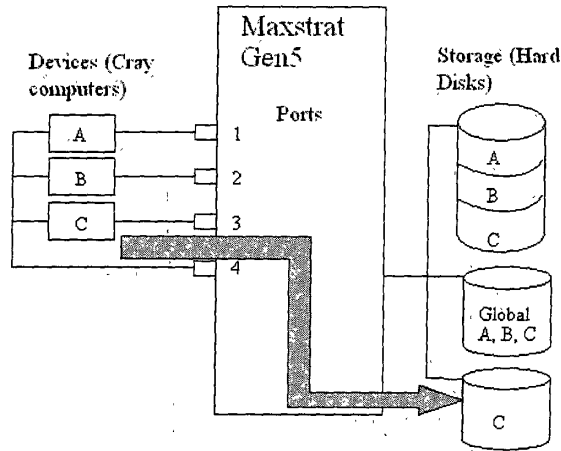 Maxstrat
Gen5
Devices (Cray
computers)
Storage (Hard
Disks)
Ports
A
1
B
2
C
3
4
A
B
C
Global
A, B, C
C